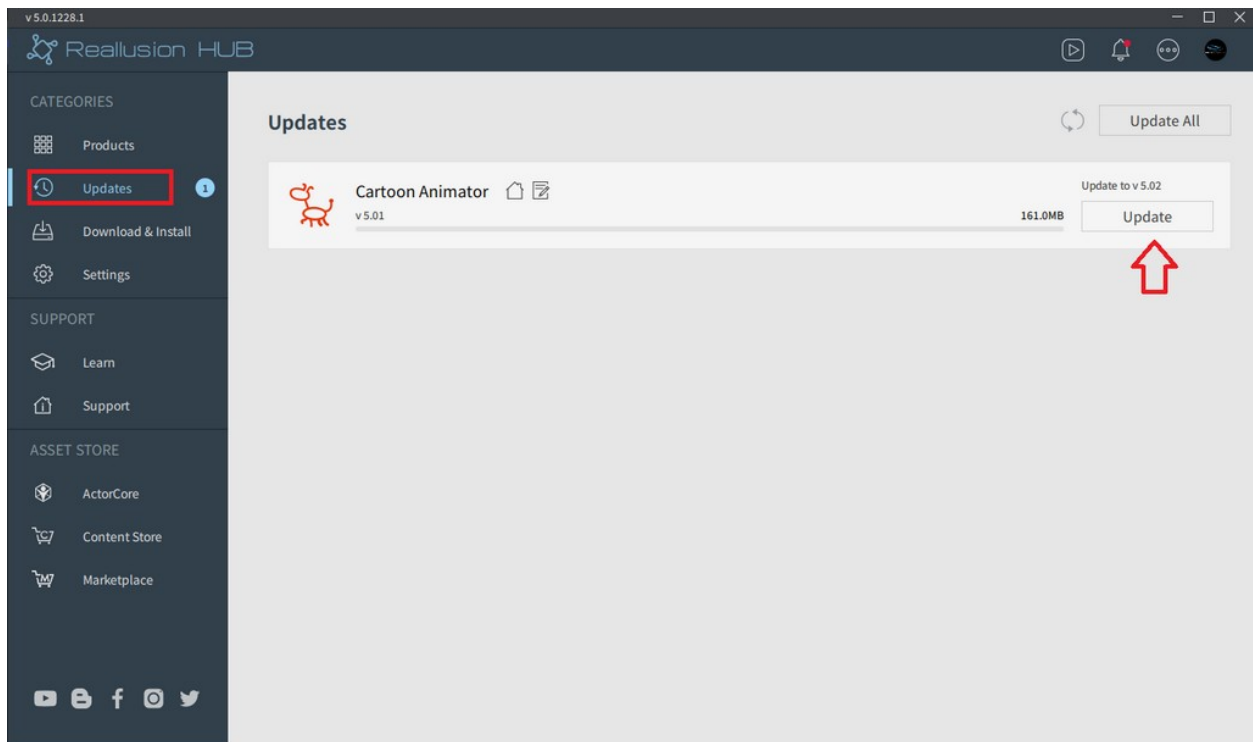 v 5.0.1228.1
Reallusion HUB
CATEGORIES
Products
Updates 1
Download & Install
Settings
SUPPORT
Learn
Support
ASSET STORE
ActorCore
Content Store
Marketplace
Updates
Update All
Cartoon Animator
v 5.01
161.0MB
Update to v 5.02
Update